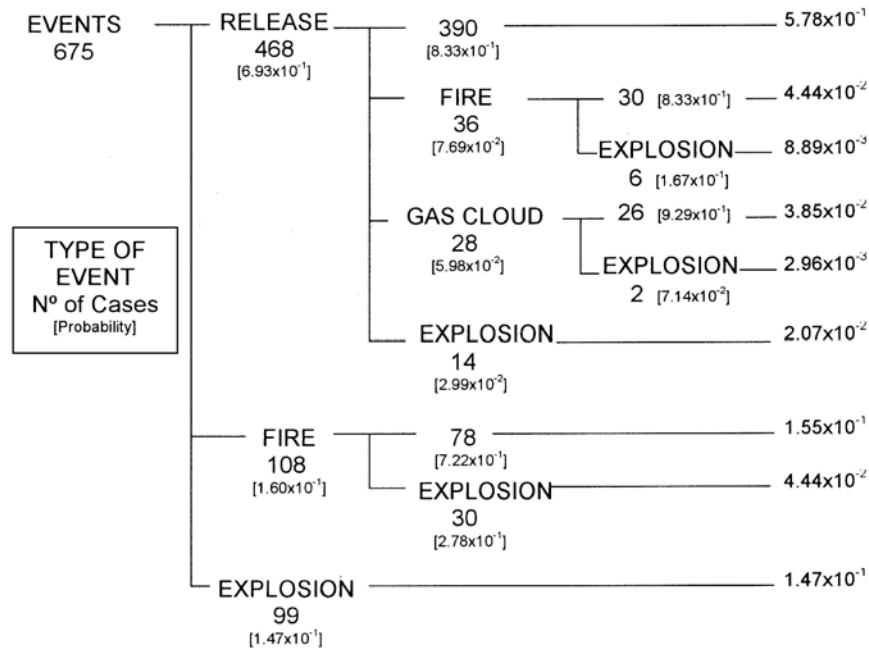 EVENTS
675
RELEASE
468
[6.93x10⁻¹]
390
[8.33x10⁻¹]
5.78x10⁻¹
FIRE
36
[7.69x10⁻²]
30 [8.33x10⁻¹]
4.44x10⁻²
EXPLOSION
6 [1.67x10⁻¹]
8.89x10⁻³
GAS CLOUD
28
[5.98x10⁻²]
26 [9.29x10⁻¹]
3.85x10⁻²
EXPLOSION
2 [7.14x10⁻²]
2.96x10⁻³
TYPE OF
EVENT
Nº of Cases
[Probability]
EXPLOSION
14
[2.99x10⁻²]
2.07x10⁻²
FIRE
108
[1.60x10⁻¹]
78
[7.22x10⁻¹]
1.55x10⁻¹
EXPLOSION
30
[2.78x10⁻¹]
4.44x10⁻²
EXPLOSION
99
[1.47x10⁻¹]
1.47x10⁻¹